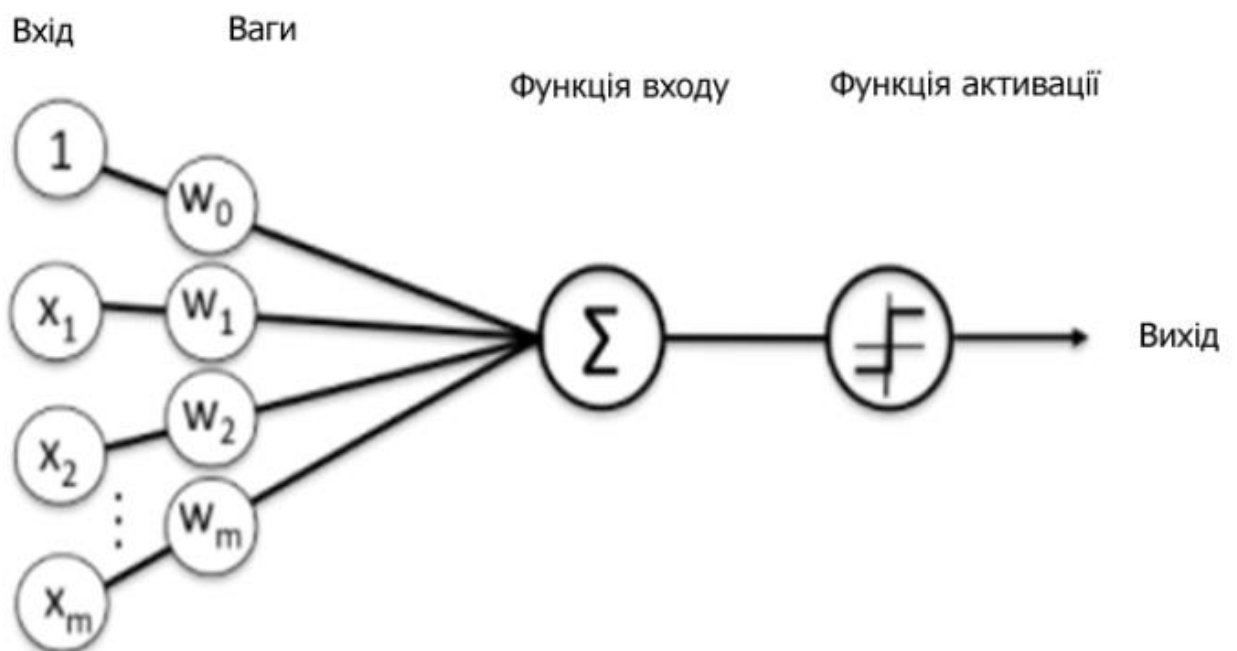 Вхід
Ваги
Функція входу
Функція активації
1
w₀
x₁
w₁
x₂
w₂
xₘ
wₘ
Σ
Вихід